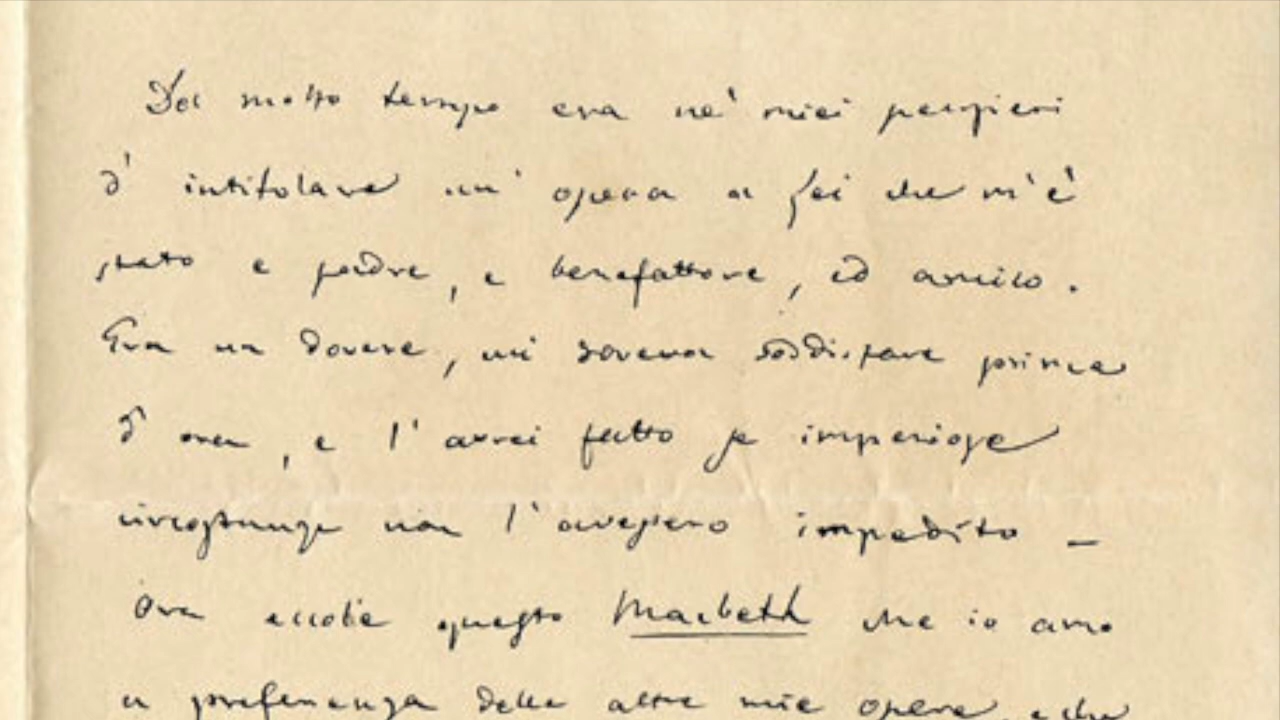 Da molto tempo era ne' miei pensieri
d' intitolare un' opera a Lei che m' è
stato e padre, e benefattore, ed amico.
Era un dovere, cui doveva soddisfare prima
d' ora, e l' avrei fatto se imperiose
circostanze non l' avessero impedito –
Ora eccole questo Macbeth che io amo
a preferenza delle altre mie opere, e che